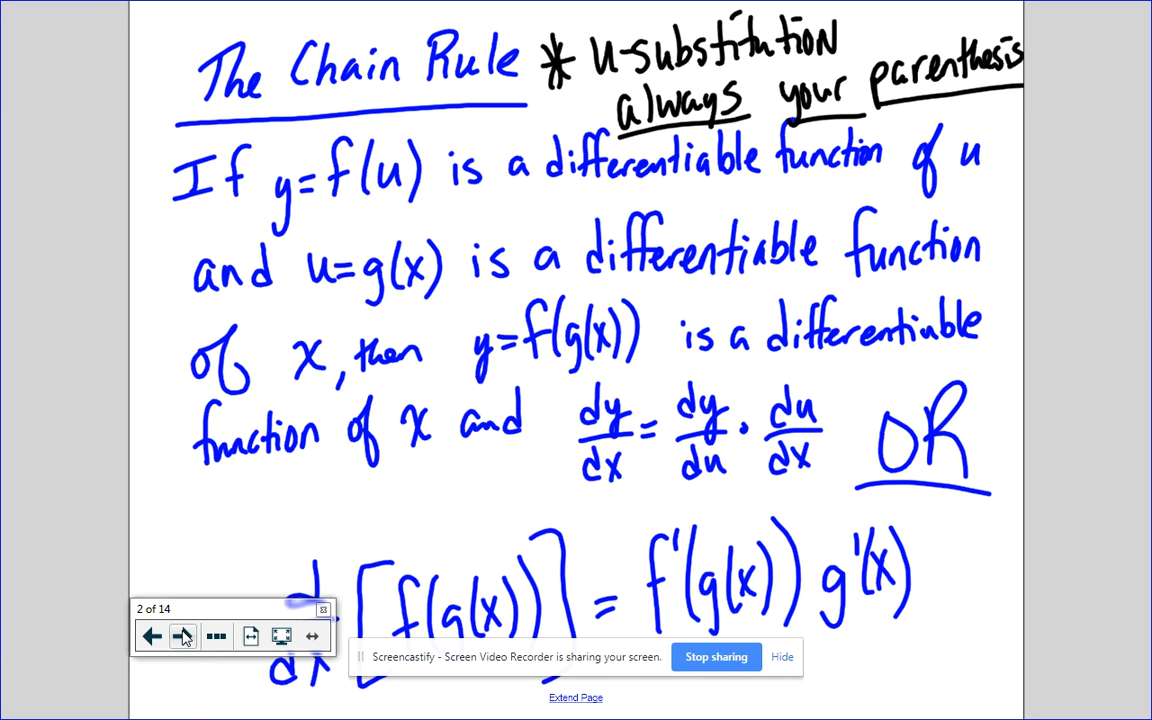 The Chain Rule * u-substitution
always your parenthesis
If y=f(u) is a differentiable function of u
and u=g(x) is a differentiable function
of x, then y=f(g(x)) is a differentiable
function of x and dy/dx = dy/du · du/dx OR
d/dx [f(g(x))] = f'(g(x)) g'(x)
2 of 14
Screencastify - Screen Video Recorder is sharing your screen. Stop sharing Hide
Extend Page